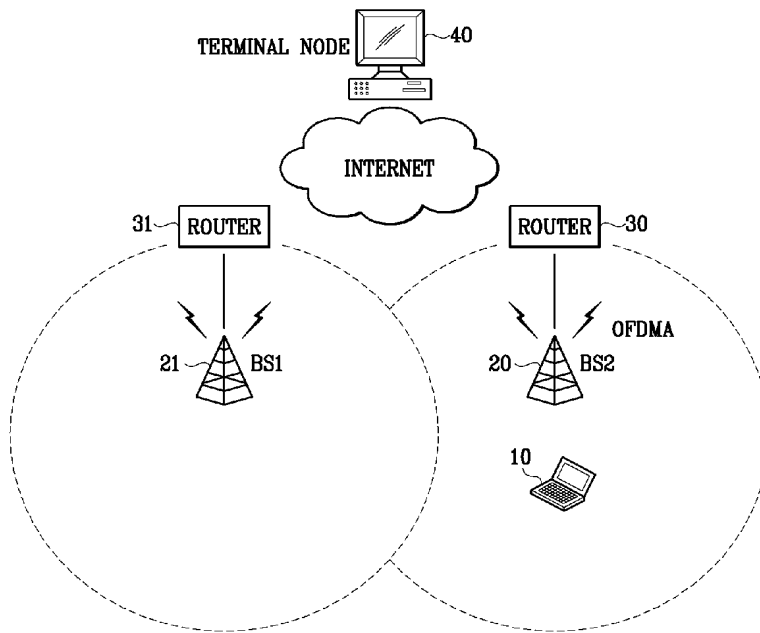 TERMINAL NODE
40
INTERNET
31
ROUTER
ROUTER
30
OFDMA
21
BS1
20
BS2
10